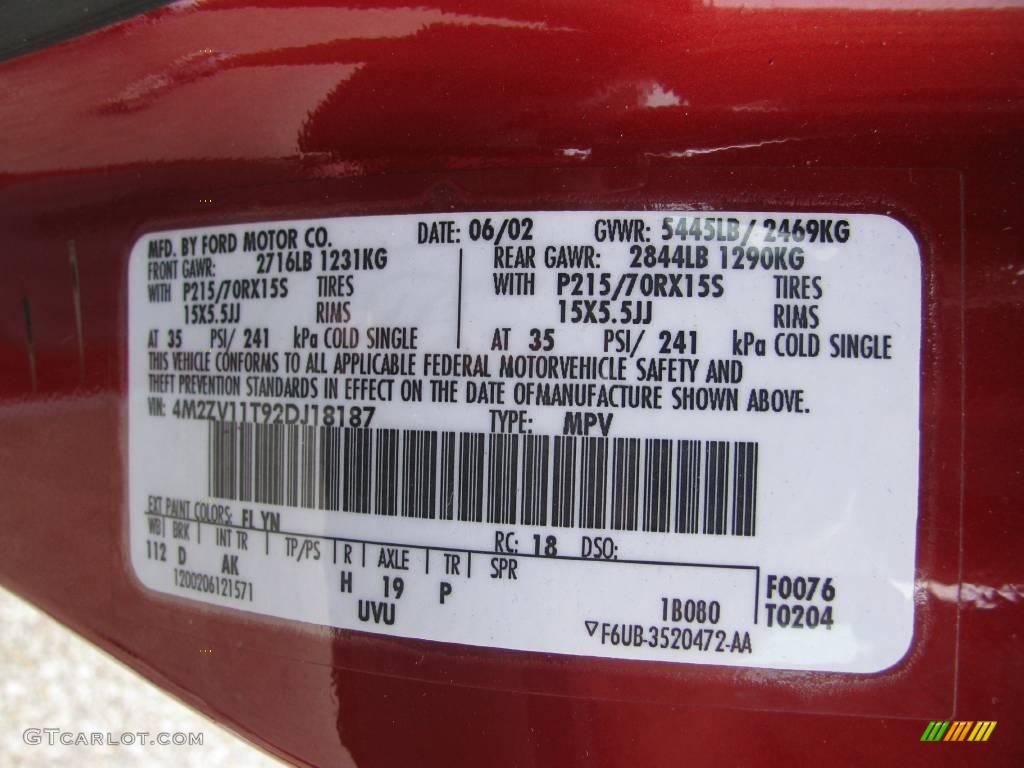 MFD. BY FORD MOTOR CO. DATE: 06/02 GVWR: 5445LB/ 2469KG
FRONT GAWR: 2716LB 1231KG REAR GAWR: 2844LB 1290KG
WITH P215/70RX15S TIRES WITH P215/70RX15S TIRES
15X5.5JJ RIMS 15X5.5JJ RIMS
AT 35 PSI/ 241 kPa COLD SINGLE AT 35 PSI/ 241 kPa COLD SINGLE
THIS VEHICLE CONFORMS TO ALL APPLICABLE FEDERAL MOTORVEHICLE SAFETY AND
THEFT PREVENTION STANDARDS IN EFFECT ON THE DATE OFMANUFACTURE SHOWN ABOVE.
VIN: 4M2ZV11T92DJ18187 TYPE: MPV
EXT PAINT COLORS: FL YN RC: 18 DSO:
WB BRK INT TR TP/PS R AXLE TR SPR
112 D AK H 19 P F0076
1200206121571 UVU 1B080 T0204
▽F6UB-3520472-AA
GTCARLOT.COM